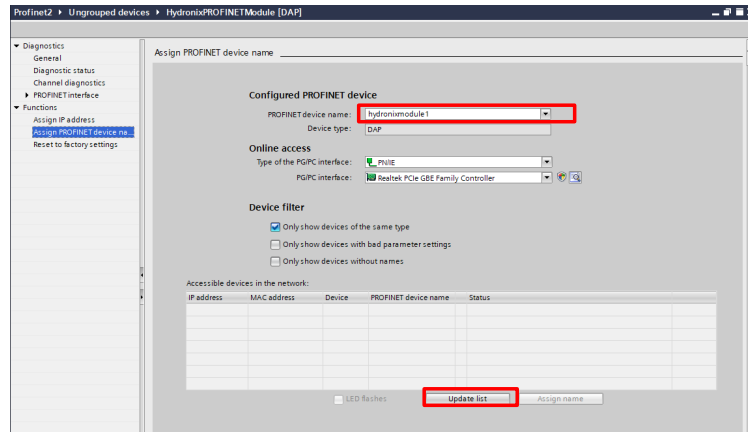 Profinet2 ▸ Ungrouped devices ▸ HydronixPROFINETModule [DAP]
Diagnostics
General
Diagnostic status
Channel diagnostics
PROFINET interface
Functions
Assign IP address
Assign PROFINET device na...
Reset to factory settings
Assign PROFINET device name
Configured PROFINET device
PROFINET device name: hydronixmodule1
Device type: DAP
Online access
Type of the PG/PC interface: PN/IE
PG/PC interface: Realtek PCIe GBE Family Controller
Device filter
Only show devices of the same type
Only show devices with bad parameter settings
Only show devices without names
Accessible devices in the network:
IP address MAC address Device PROFINET device name Status
LED flashes Update list Assign name